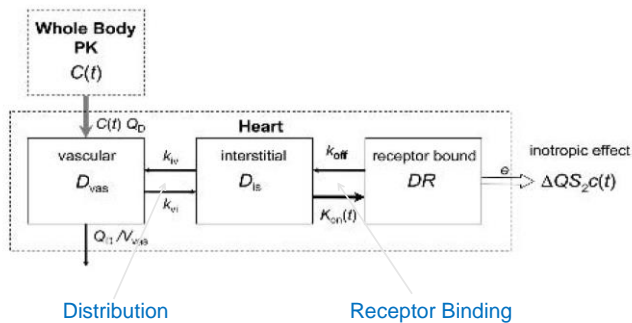 Whole Body
PK
C(t)
C(t) Q_D
Heart
vascular
D_vas
k_iv
k_vi
interstitial
D_is
k_off
K_on(t)
receptor bound
DR
e
inotropic effect
ΔQS₂c(t)
Q_D /V_vas
Distribution
Receptor Binding